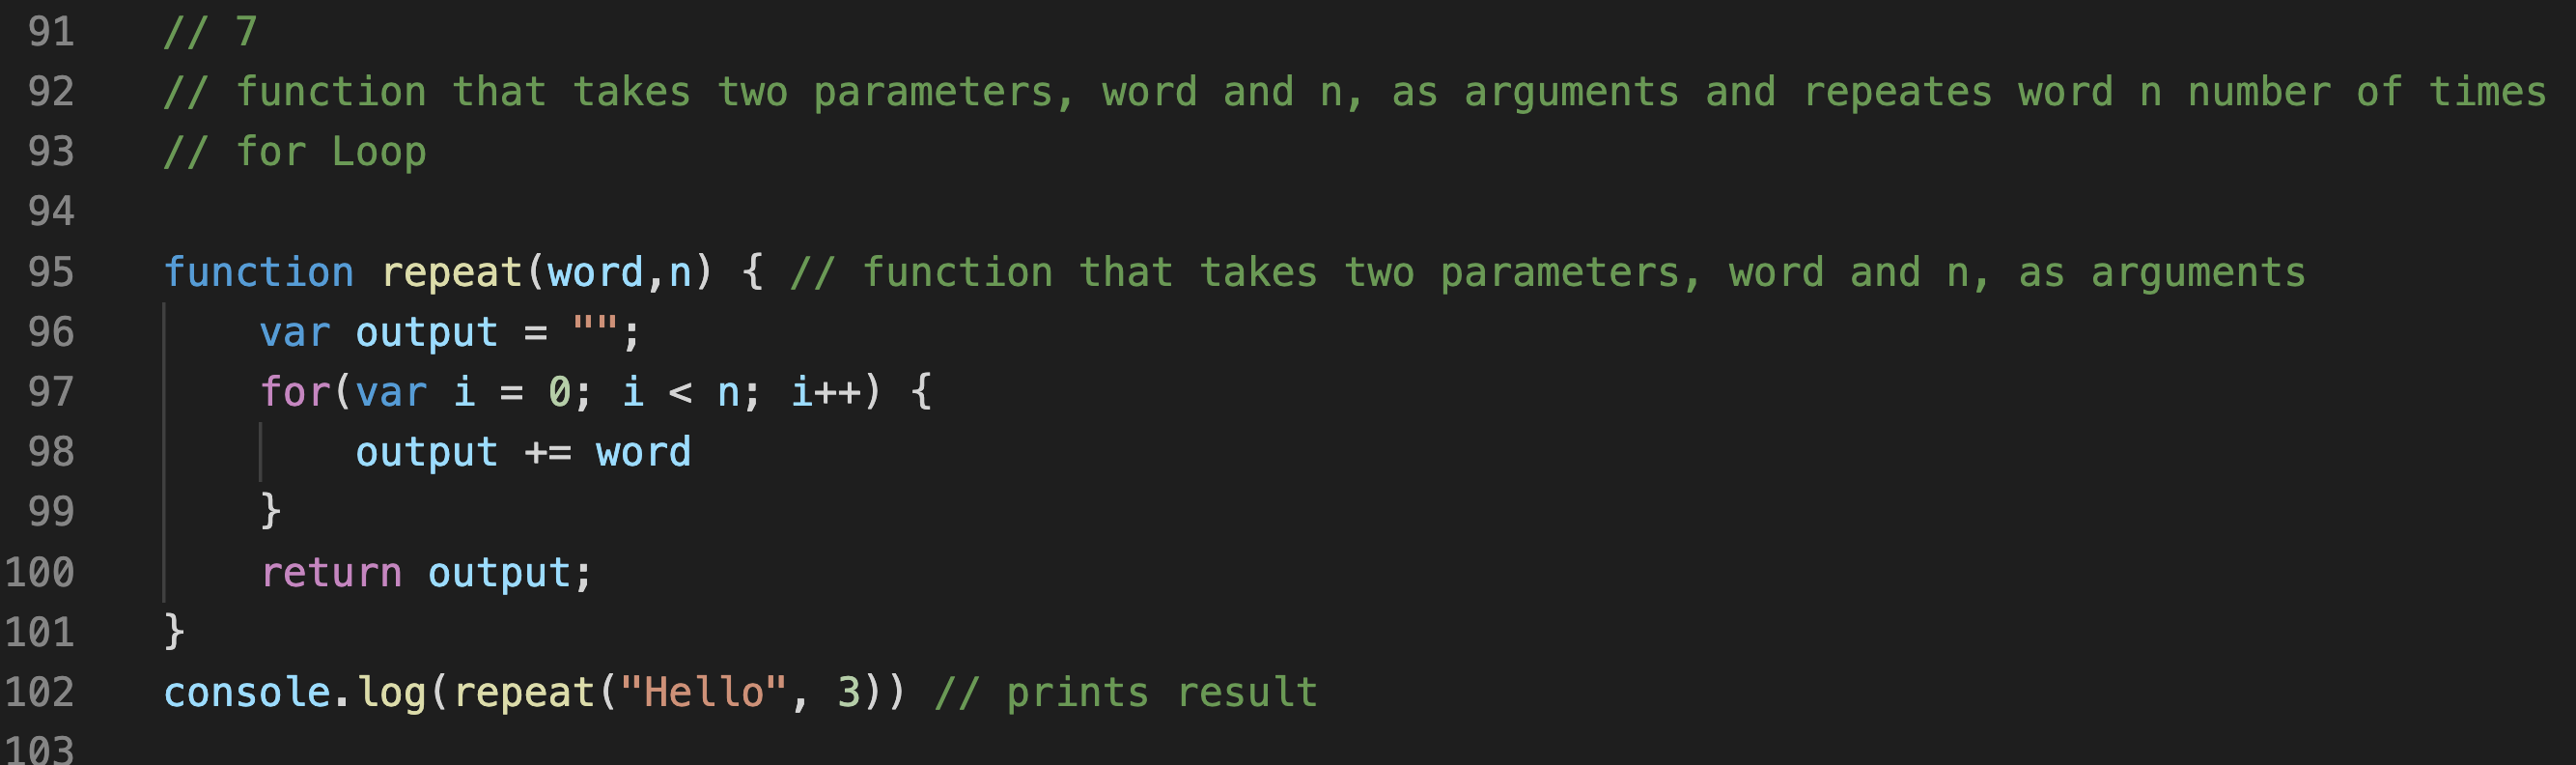 91 // 7
92 // function that takes two parameters, word and n, as arguments and repeates word n number of times
93 // for Loop
94
95 function repeat(word,n) { // function that takes two parameters, word and n, as arguments
96     var output = "";
97     for(var i = 0; i < n; i++) {
98         output += word
99     }
100     return output;
101 }
102 console.log(repeat("Hello", 3)) // prints result
103